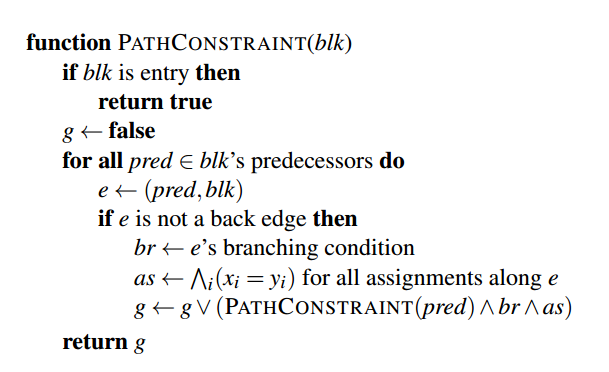 function PATHCONSTRAINT(blk)
if blk is entry then
return true
g ← false
for all pred ∈ blk's predecessors do
e ← (pred, blk)
if e is not a back edge then
br ← e's branching condition
as ← ⋀i(xi = yi) for all assignments along e
g ← g ∨ (PATHCONSTRAINT(pred) ∧ br ∧ as)
return g